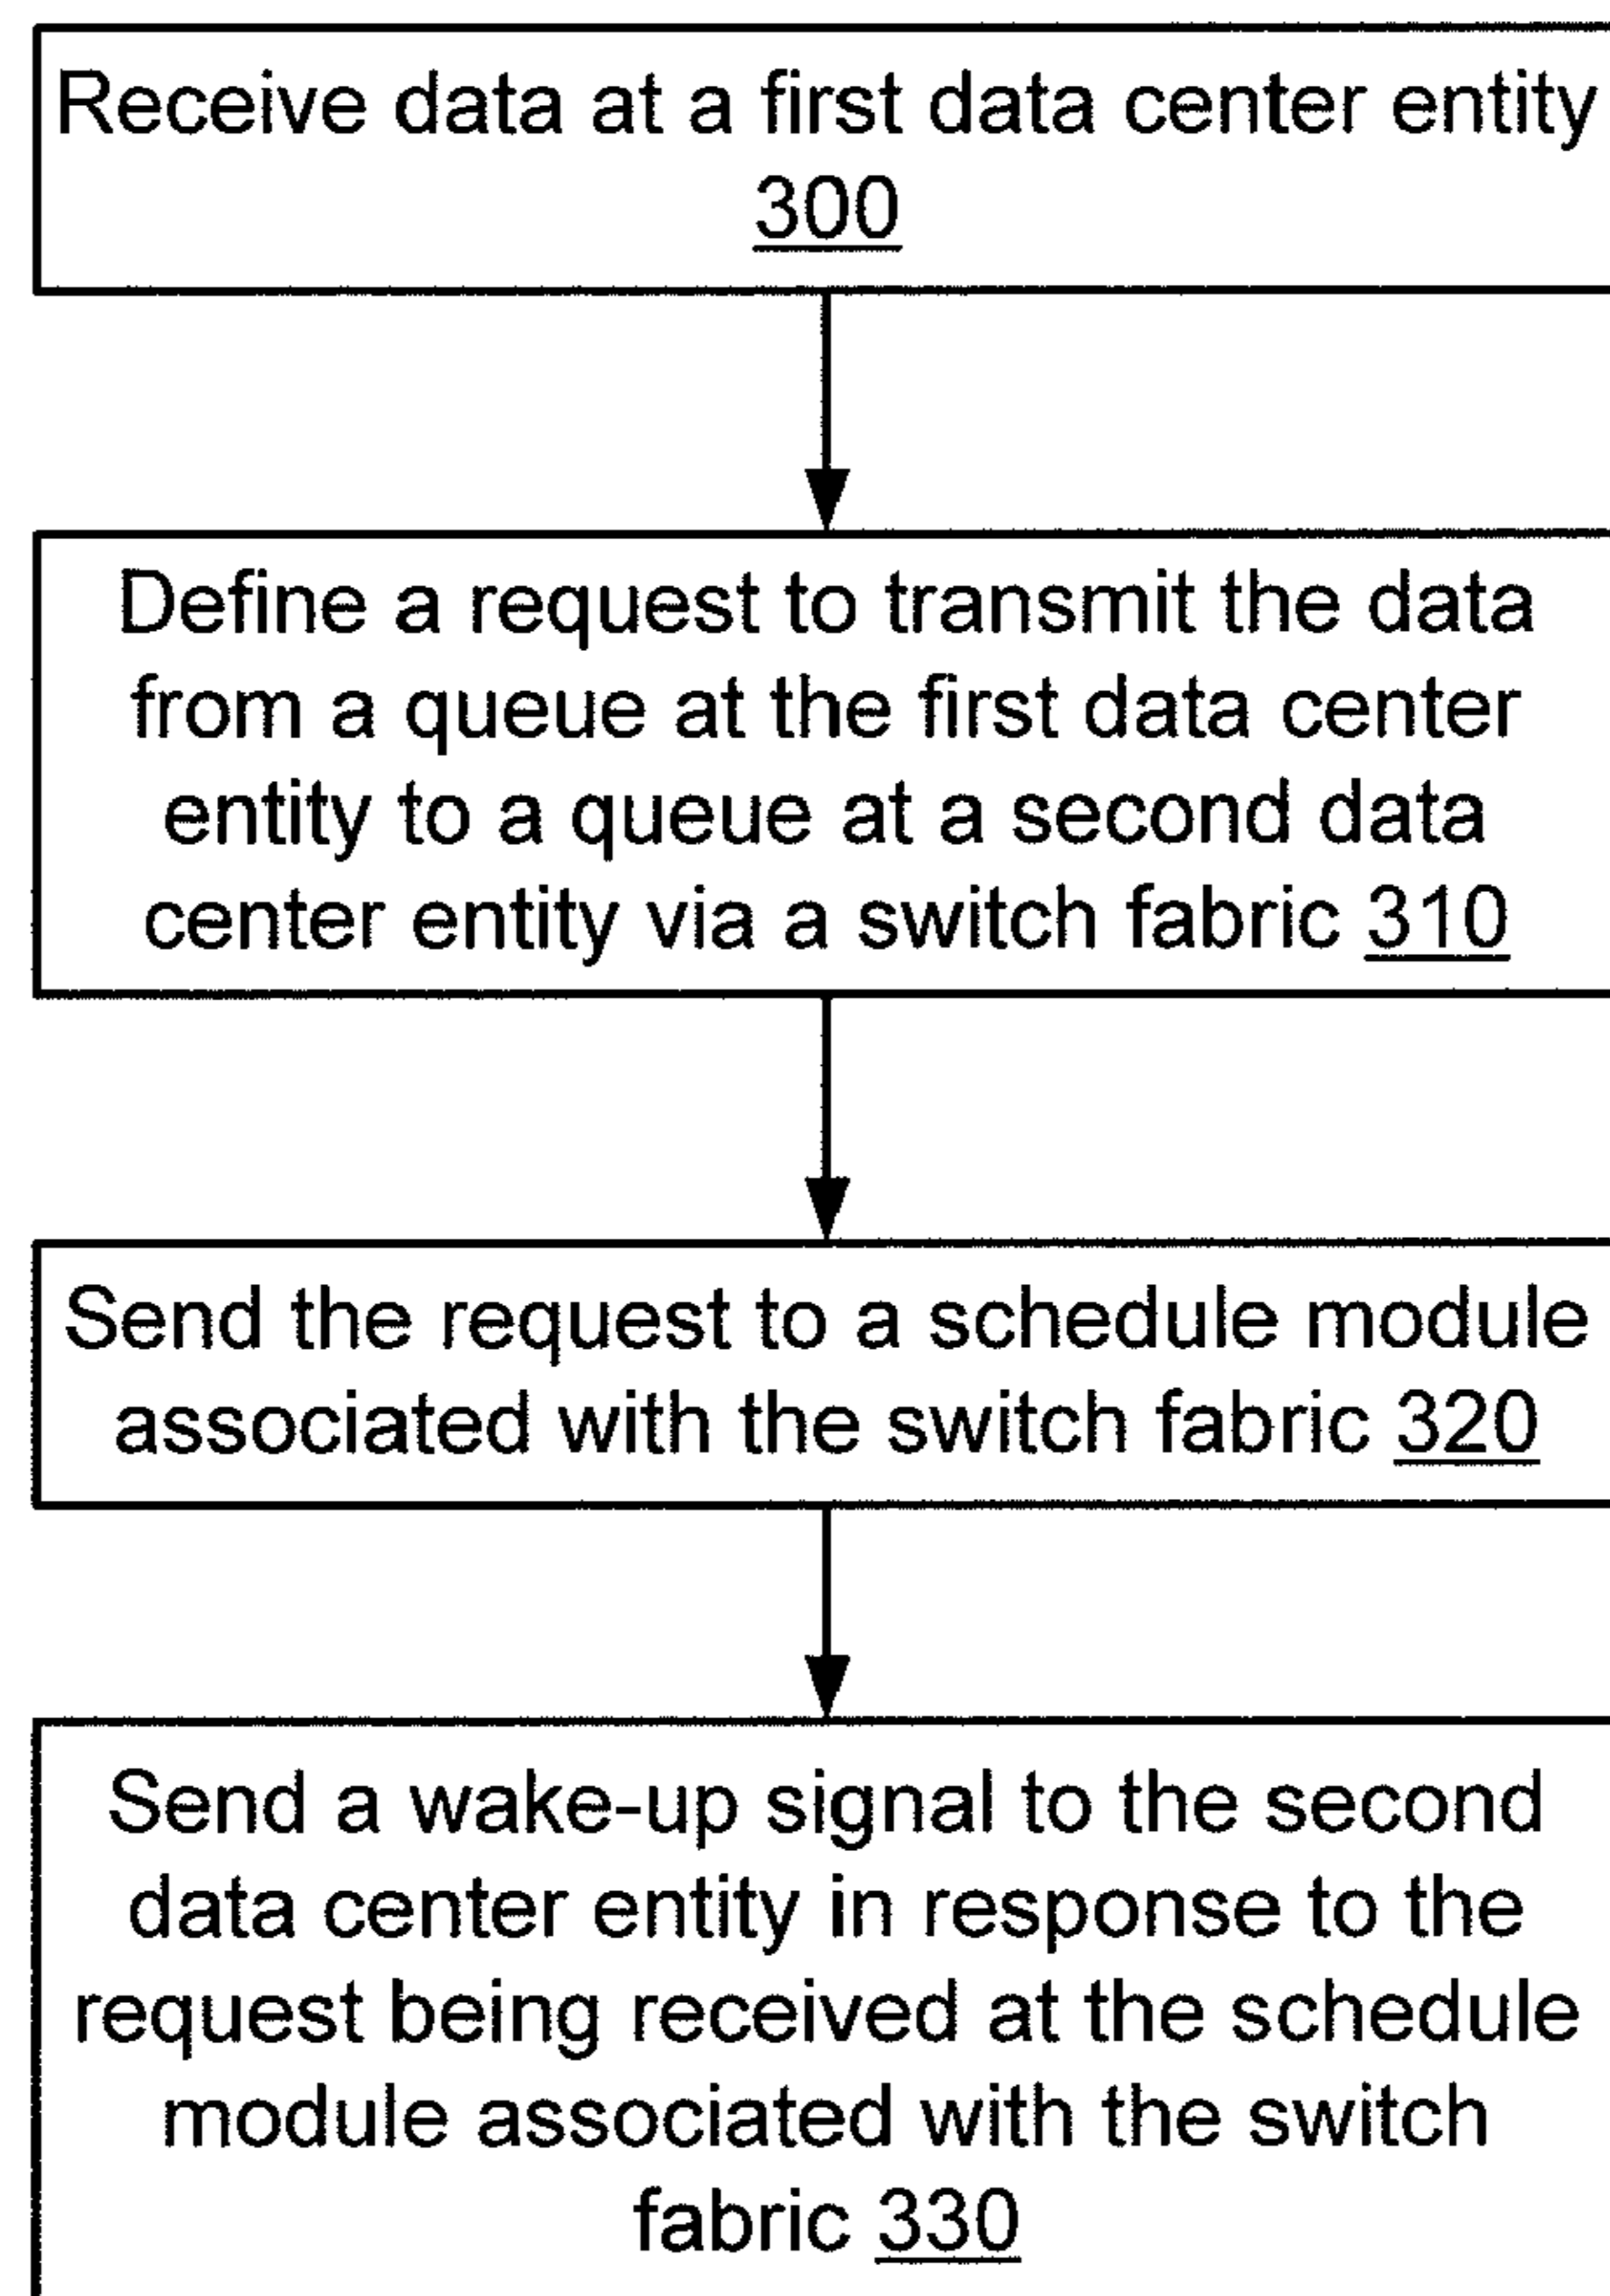 Receive data at a first data center entity
300
Define a request to transmit the data
from a queue at the first data center
entity to a queue at a second data
center entity via a switch fabric 310
Send the request to a schedule module
associated with the switch fabric 320
Send a wake-up signal to the second
data center entity in response to the
request being received at the schedule
module associated with the switch
fabric 330